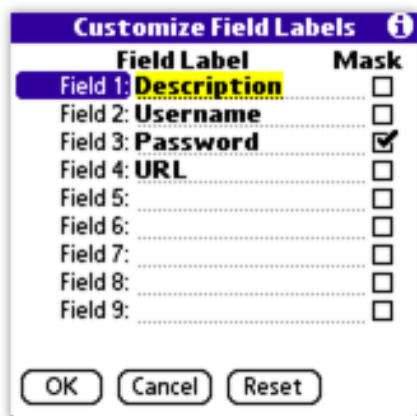 Customize Field Labels i
Field Label Mask
Field 1: Description
Field 2: Username
Field 3: Password
Field 4: URL
Field 5:
Field 6:
Field 7:
Field 8:
Field 9:
OK Cancel Reset